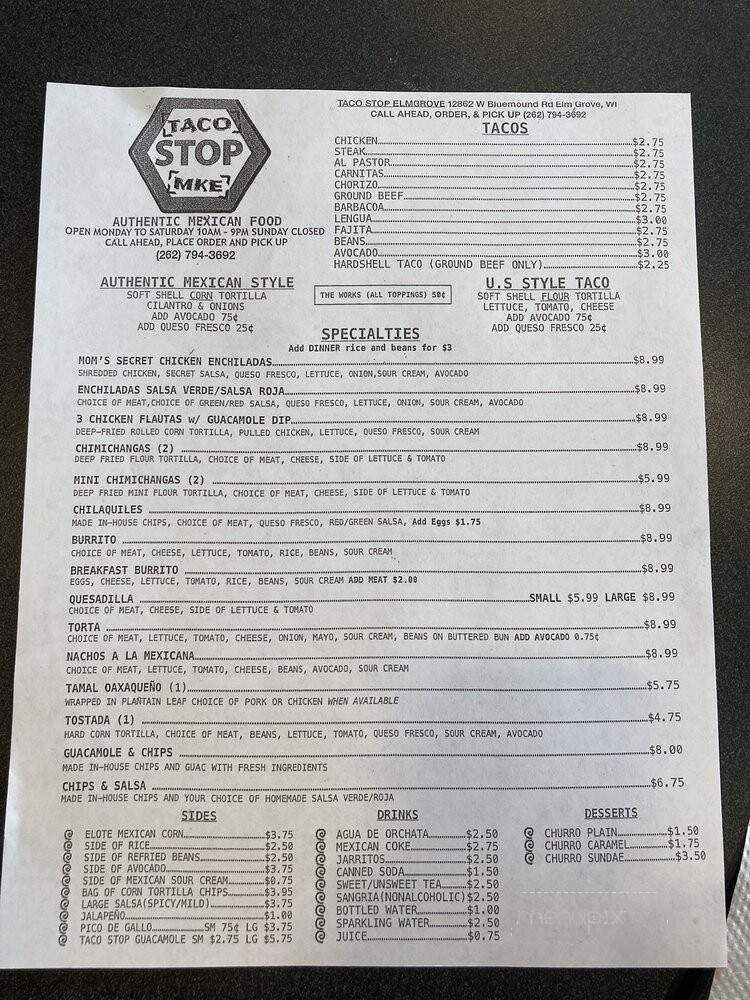 TACO
STOP
MKE
AUTHENTIC MEXICAN FOOD
OPEN MONDAY TO SATURDAY 10AM - 9PM SUNDAY CLOSED
CALL AHEAD, PLACE ORDER AND PICK UP
(262) 794-3692
TACO STOP ELMGROVE 12862 W Bluemound Rd Elm Grove, WI
CALL AHEAD, ORDER, & PICK UP (262) 794-3692
TACOS
CHICKEN $2.75
STEAK $2.75
AL PASTOR $2.75
CARNITAS $2.75
CHORIZO $2.75
GROUND BEEF $2.75
BARBACOA $2.75
LENGUA $3.00
FAJITA $2.75
BEANS $2.75
AVOCADO $3.00
HARDSHELL TACO (GROUND BEEF ONLY) $2.25
AUTHENTIC MEXICAN STYLE
SOFT SHELL CORN TORTILLA
CILANTRO & ONIONS
ADD AVOCADO 75¢
ADD QUESO FRESCO 25¢
THE WORKS (ALL TOPPINGS) 50¢
U.S STYLE TACO
SOFT SHELL FLOUR TORTILLA
LETTUCE, TOMATO, CHEESE
ADD AVOCADO 75¢
ADD QUESO FRESCO 25¢
SPECIALTIES
Add DINNER rice and beans for $3
MOM'S SECRET CHICKEN ENCHILADAS $8.99
SHREDDED CHICKEN, SECRET SALSA, QUESO FRESCO, LETTUCE, ONION,SOUR CREAM, AVOCADO
ENCHILADAS SALSA VERDE/SALSA ROJA $8.99
CHOICE OF MEAT,CHOICE OF GREEN/RED SALSA, QUESO FRESCO, LETTUCE, ONION, SOUR CREAM, AVOCADO
3 CHICKEN FLAUTAS w/ GUACAMOLE DIP $8.99
DEEP-FRIED ROLLED CORN TORTILLA, PULLED CHICKEN, LETTUCE, QUESO FRESCO, SOUR CREAM
CHIMICHANGAS (2) $8.99
DEEP FRIED FLOUR TORTILLA, CHOICE OF MEAT, CHEESE, SIDE OF LETTUCE & TOMATO
MINI CHIMICHANGAS (2) $5.99
DEEP FRIED MINI FLOUR TORTILLA, CHOICE OF MEAT, CHEESE, SIDE OF LETTUCE & TOMATO
CHILAQUILES $8.99
MADE IN-HOUSE CHIPS, CHOICE OF MEAT, QUESO FRESCO, RED/GREEN SALSA, Add Eggs $1.75
BURRITO $8.99
CHOICE OF MEAT, CHEESE, LETTUCE, TOMATO, RICE, BEANS, SOUR CREAM
BREAKFAST BURRITO $8.99
EGGS, CHEESE, LETTUCE, TOMATO, RICE, BEANS, SOUR CREAM ADD MEAT $2.00
QUESADILLA SMALL $5.99 LARGE $8.99
CHOICE OF MEAT, CHEESE, SIDE OF LETTUCE & TOMATO
TORTA $8.99
CHOICE OF MEAT, LETTUCE, TOMATO, CHEESE, ONION, MAYO, SOUR CREAM, BEANS ON BUTTERED BUN ADD AVOCADO 0.75¢
NACHOS A LA MEXICANA $8.99
CHOICE OF MEAT, LETTUCE, TOMATO, CHEESE, BEANS, AVOCADO, SOUR CREAM
TAMAL OAXAQUEÑO (1) $5.75
WRAPPED IN PLANTAIN LEAF CHOICE OF PORK OR CHICKEN WHEN AVAILABLE
TOSTADA (1) $4.75
HARD CORN TORTILLA, CHOICE OF MEAT, BEANS, LETTUCE, TOMATO, QUESO FRESCO, SOUR CREAM, AVOCADO
GUACAMOLE & CHIPS $8.00
MADE IN-HOUSE CHIPS AND GUAC WITH FRESH INGREDIENTS
CHIPS & SALSA $6.75
MADE IN-HOUSE CHIPS AND YOUR CHOICE OF HOMEMADE SALSA VERDE/ROJA
SIDES
ELOTE MEXICAN CORN $3.75
SIDE OF RICE $2.50
SIDE OF REFRIED BEANS $2.50
SIDE OF AVOCADO $3.75
SIDE OF MEXICAN SOUR CREAM $0.75
BAG OF CORN TORTILLA CHIPS $3.95
LARGE SALSA(SPICY/MILD) $3.75
JALAPEÑO $1.00
PICO DE GALLO SM 75¢ LG $3.75
TACO STOP GUACAMOLE SM $2.75 LG $5.75
DRINKS
AGUA DE ORCHATA $2.50
MEXICAN COKE $2.75
JARRITOS $2.50
CANNED SODA $1.50
SWEET/UNSWEET TEA $2.50
SANGRIA(NONALCOHOLIC) $2.50
BOTTLED WATER $1.00
SPARKLING WATER $2.50
JUICE $0.75
DESSERTS
CHURRO PLAIN $1.50
CHURRO CARAMEL $1.75
CHURRO SUNDAE $3.50